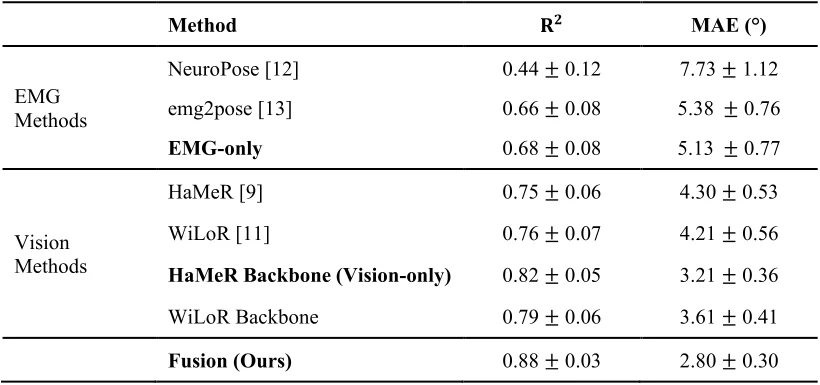 Method R² MAE (°)
NeuroPose [12] 0.44 ± 0.12 7.73 ± 1.12
EMG
Methods
emg2pose [13] 0.66 ± 0.08 5.38 ± 0.76
EMG-only 0.68 ± 0.08 5.13 ± 0.77
HaMeR [9] 0.75 ± 0.06 4.30 ± 0.53
WiLoR [11] 0.76 ± 0.07 4.21 ± 0.56
Vision
Methods
HaMeR Backbone (Vision-only) 0.82 ± 0.05 3.21 ± 0.36
WiLoR Backbone 0.79 ± 0.06 3.61 ± 0.41
Fusion (Ours) 0.88 ± 0.03 2.80 ± 0.30